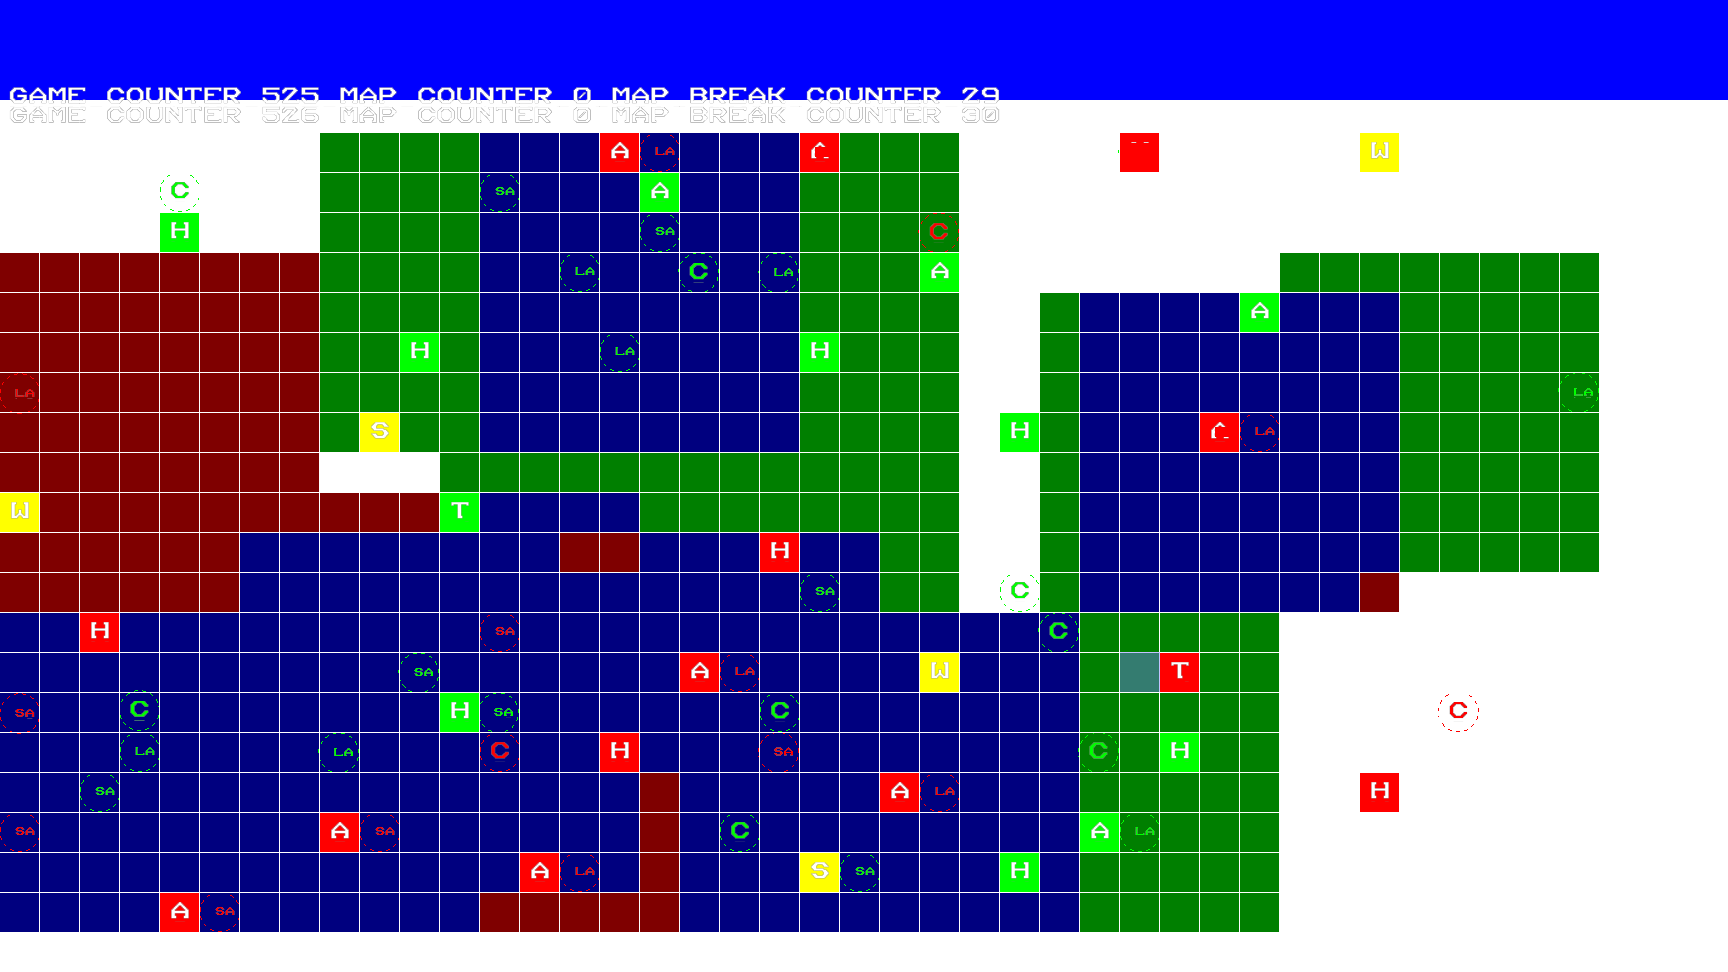 GAME COUNTER 525 MAP COUNTER 0 MAP BREAK COUNTER 29
GAME COUNTER 526 MAP COUNTER 0 MAP BREAK COUNTER 30
A LA W
C SA A
H SA C
LA C LA A
A
H LA H
LA LA
S H LA
W T
H
SA C
H SA C
SA A LA W T
SA C H SA C C
LA LA C H SA C H
SA A LA H
SA A SA C A LA
A LA S SA H
A SA